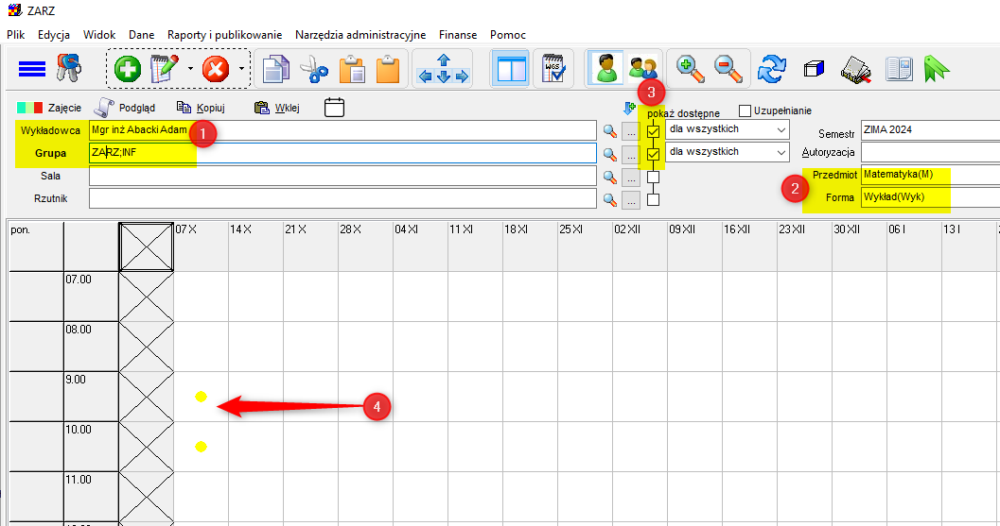 ZARZ
Plik Edycja Widok Dane Raporty i publikowanie Narzędzia administracyjne Finanse Pomoc
WGS
3
Zajęcie Podgląd Kopiuj Wklej pokaż dostępne Uzupełnianie
Wykładowca Mgr inż Abacki Adam 1 ... dla wszystkich Semestr ZIMA 2024
Grupa ZARZ;INF ... dla wszystkich Autoryzacja
Sala ... 2 Przedmiot Matematyka(M)
Rzutnik ... Forma Wykład(Wyk)
pon. 07 X 14 X 21 X 28 X 04 XI 11 XI 18 XI 25 XI 02 XII 09 XII 16 XII 23 XII 30 XII 06 I 13 I
07.00
08.00
9.00
4
10.00
11.00